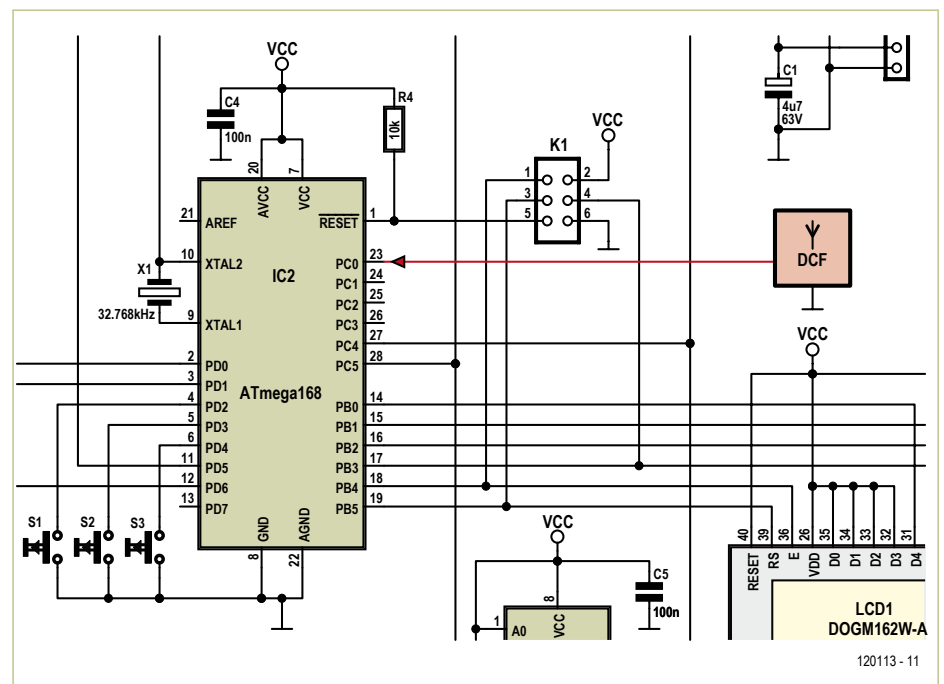 VCC
C4
100n
R4
10k
C1
4u7
63V
VCC
K1
1 2
3 4
5 6
20 7
AVCC VCC
21 AREF RESET 1
10 XTAL2 PC0 23
IC2 PC1 24
X1 PC2 25
32.768kHz PC3 26
9 XTAL1 PC4 27
2 PD0 PC5 28
3 PD1
ATmega168
4 PD2 PB0 14
5 PD3 PB1 15
6 PD4 PB2 16
11 PD5 PB3 17
12 PD6 PB4 18
13 PD7 PB5 19
GND AGND
8 22
S1 S2 S3
DCF
VCC
VCC
C5
100n
8
1 A0 VCC
40 39 36 26 35 34 33 32 31
RESET RS E VDD D0 D1 D2 D3 D4
LCD1
DOGM162W-A
120113 - 11